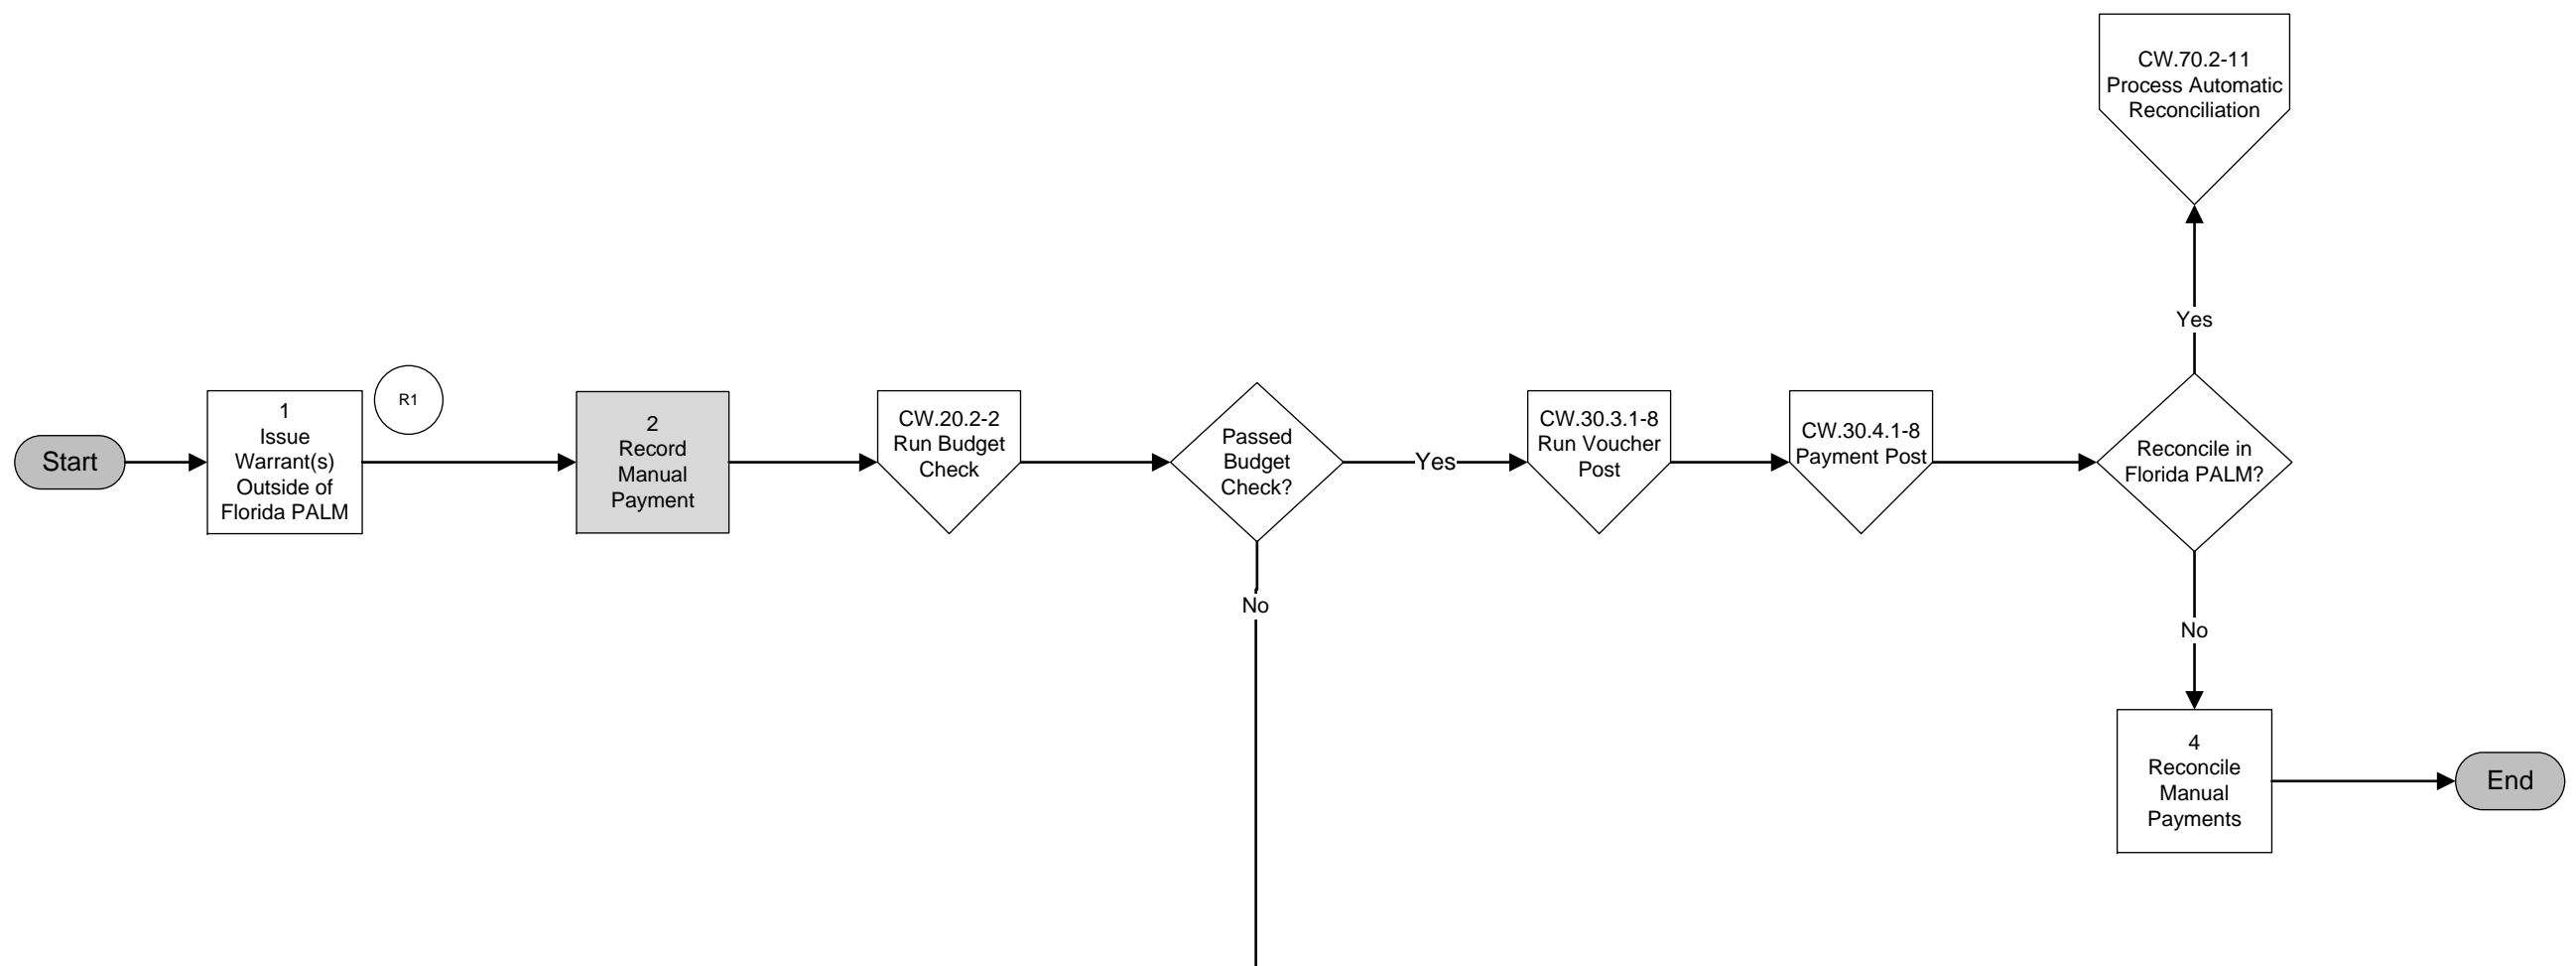 Start
1
Issue
Warrant(s)
Outside of
Florida PALM
R1
2
Record
Manual
Payment
CW.20.2-2
Run Budget
Check
Passed
Budget
Check?
Yes
No
CW.30.3.1-8
Run Voucher
Post
CW.30.4.1-8
Payment Post
Reconcile in
Florida PALM?
Yes
CW.70.2-11
Process Automatic
Reconciliation
No
4
Reconcile
Manual
Payments
End